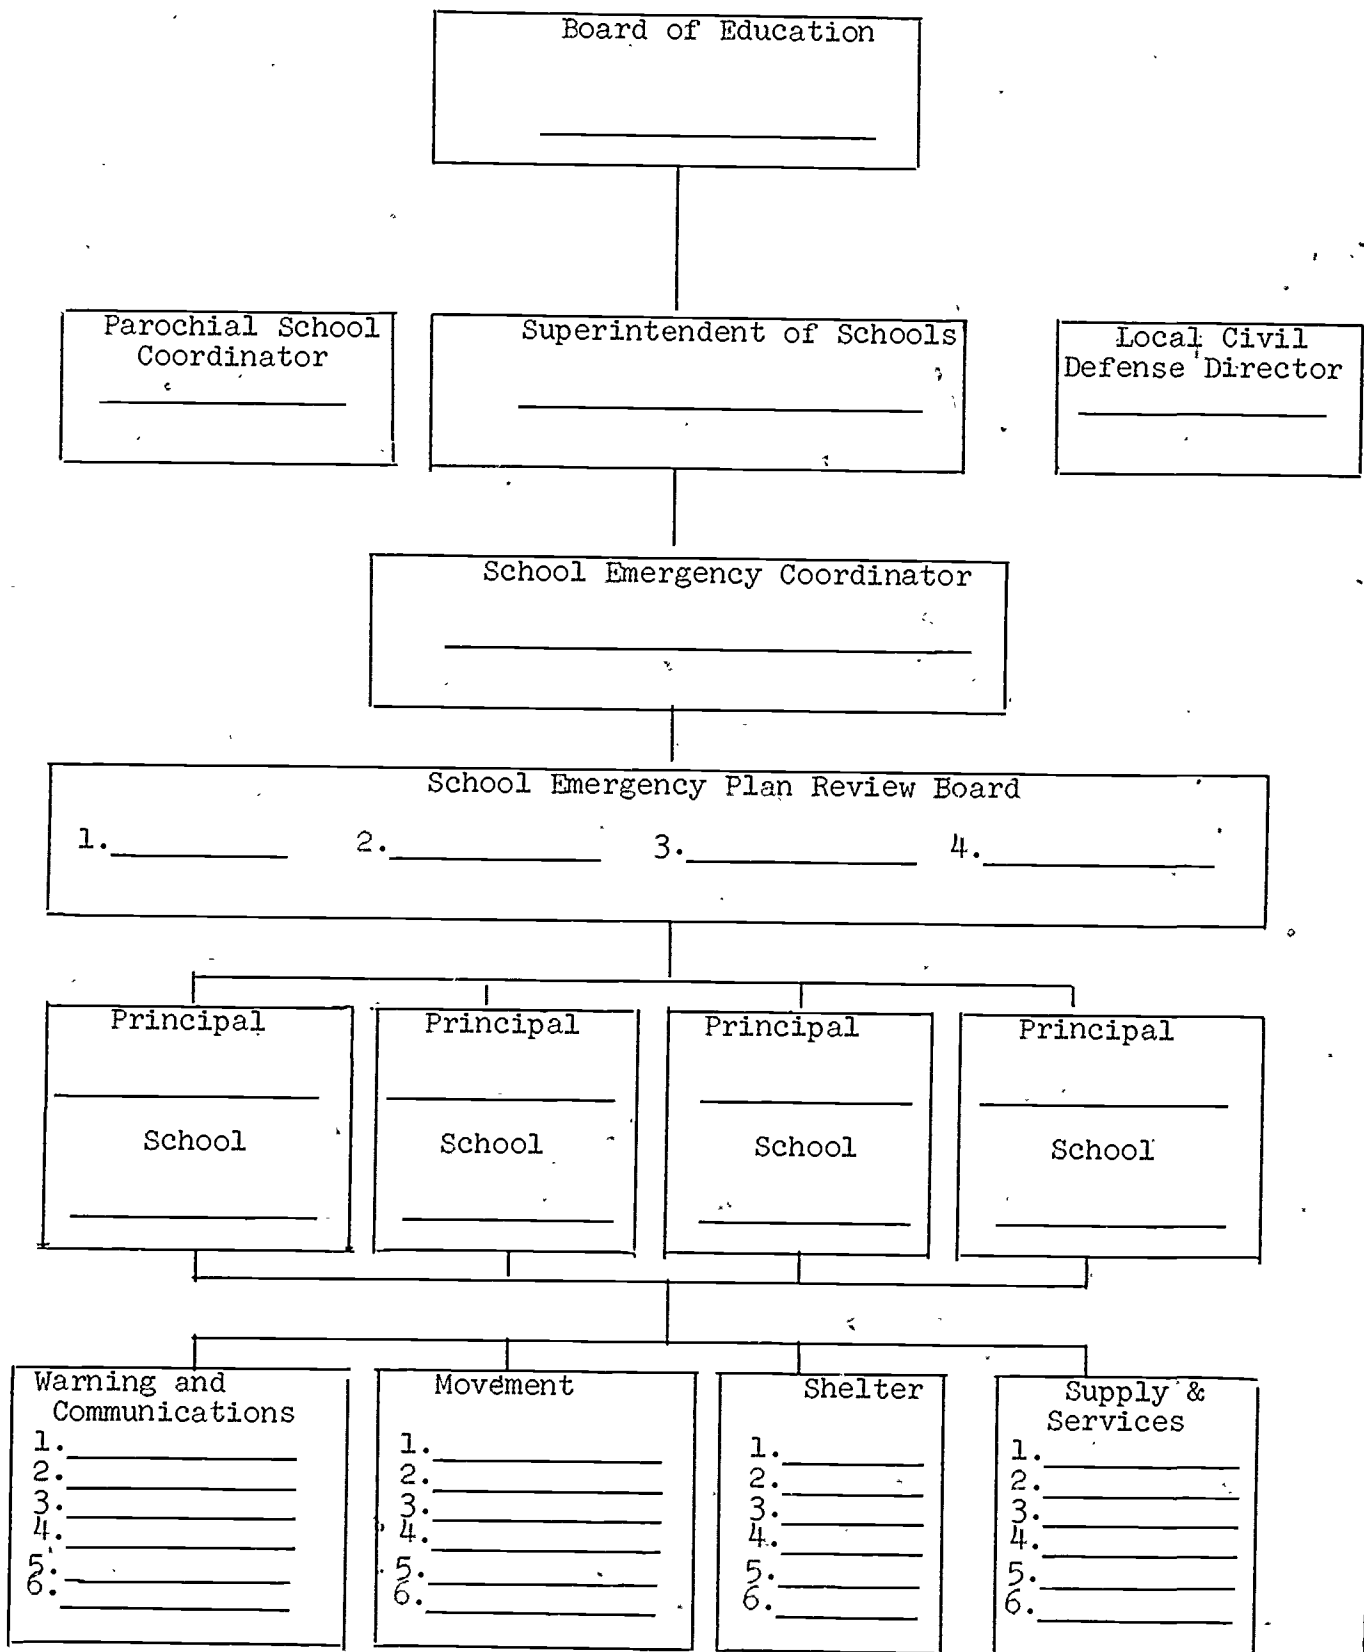 Board of Education
Parochial School
Coordinator
Superintendent of Schools
Local Civil
Defense Director
School Emergency Coordinator
School Emergency Plan Review Board
1. 2. 3. 4.
Principal
School
Principal
School
Principal
School
Principal
School
Warning and
Communications
1.
2.
3.
4.
5.
6.
Movement
1.
2.
3.
4.
5.
6.
Shelter
1.
2.
3.
4.
5.
6.
Supply &
Services
1.
2.
3.
4.
5.
6.